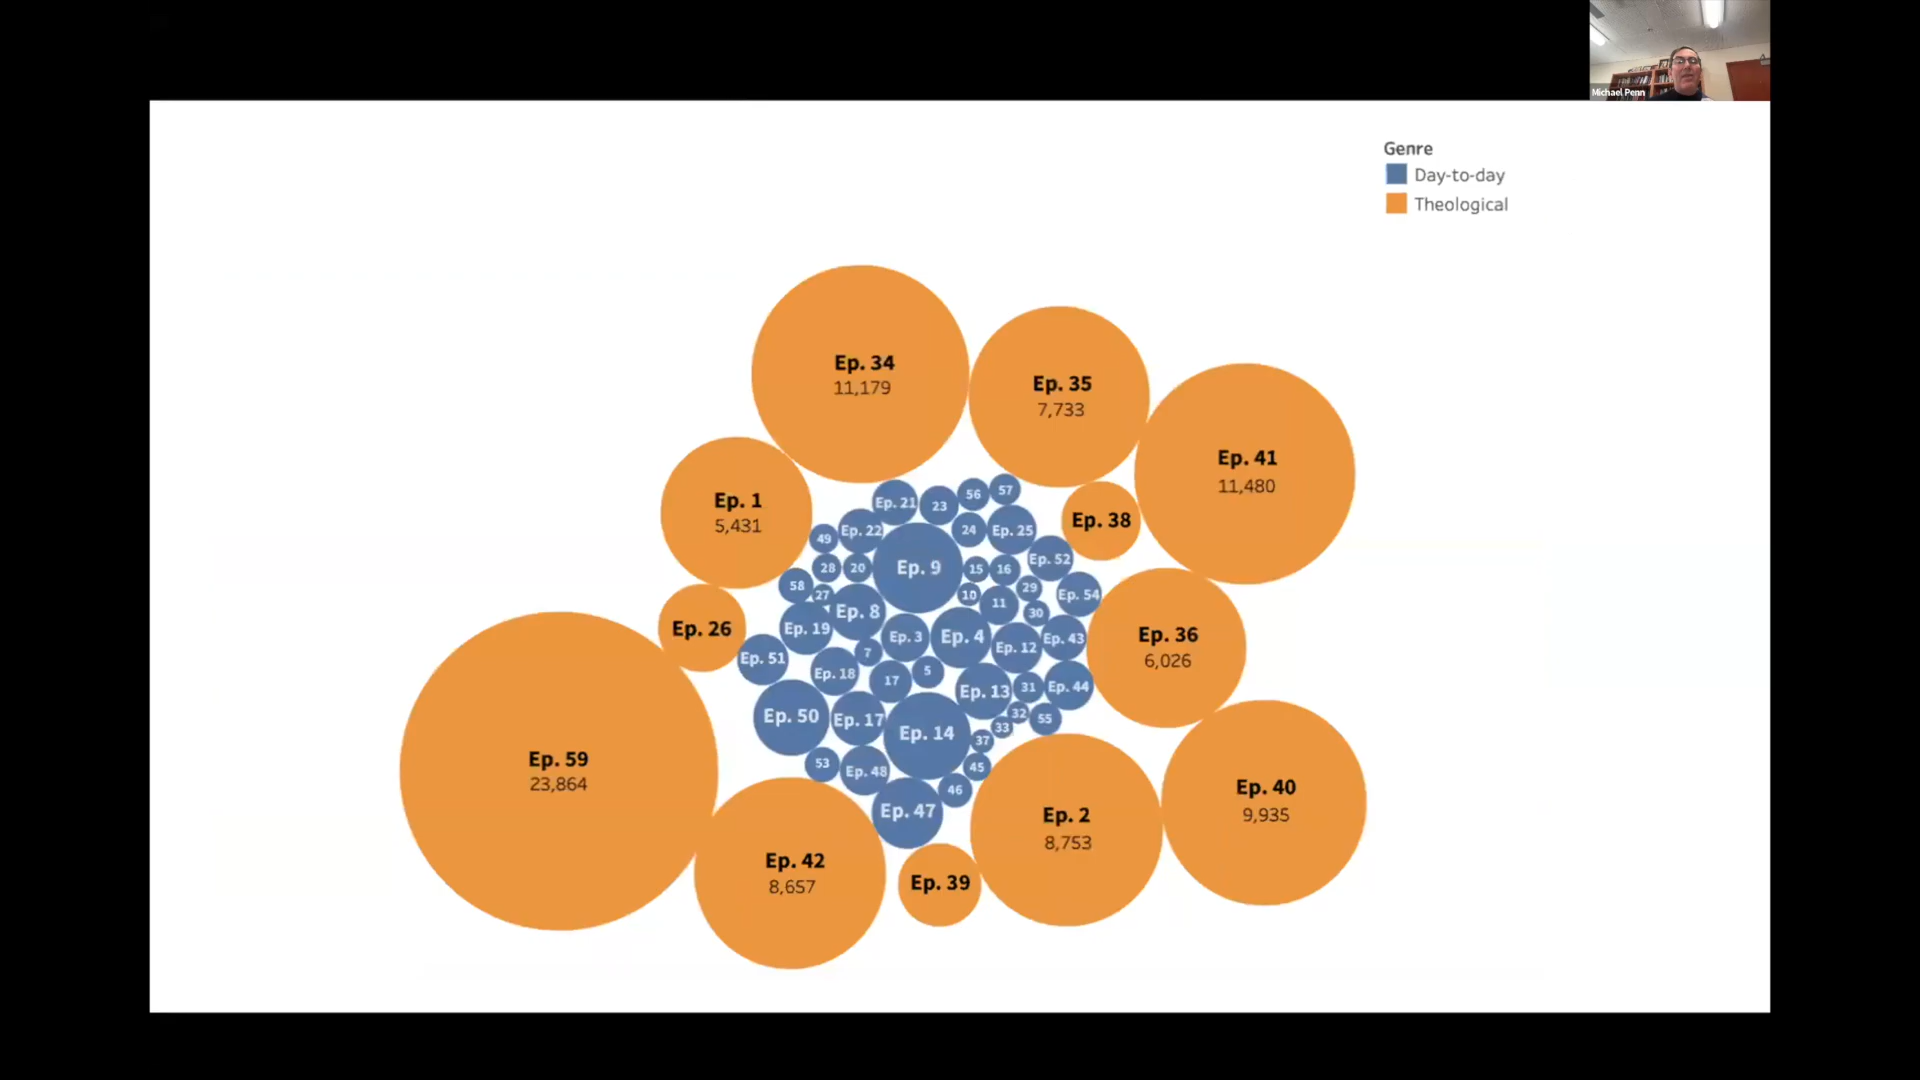 Michael Penn
Genre
Day-to-day
Theological
Ep. 34
11,179
Ep. 35
7,733
Ep. 41
11,480
Ep. 1
5,431
Ep. 38
Ep. 21
23
56
57
49
Ep. 22
24
Ep. 25
Ep. 9
28
20
15
16
Ep. 52
58
27
10
11
29
Ep. 54
30
Ep. 8
Ep. 26
Ep. 19
Ep. 3
Ep. 4
Ep. 12
Ep. 43
Ep. 36
6,026
Ep. 51
7
Ep. 18
17
5
Ep. 13
31
Ep. 44
Ep. 50
Ep. 17
Ep. 14
32
33
55
37
53
Ep. 48
45
46
Ep. 47
Ep. 59
23,864
Ep. 42
8,657
Ep. 39
Ep. 2
8,753
Ep. 40
9,935